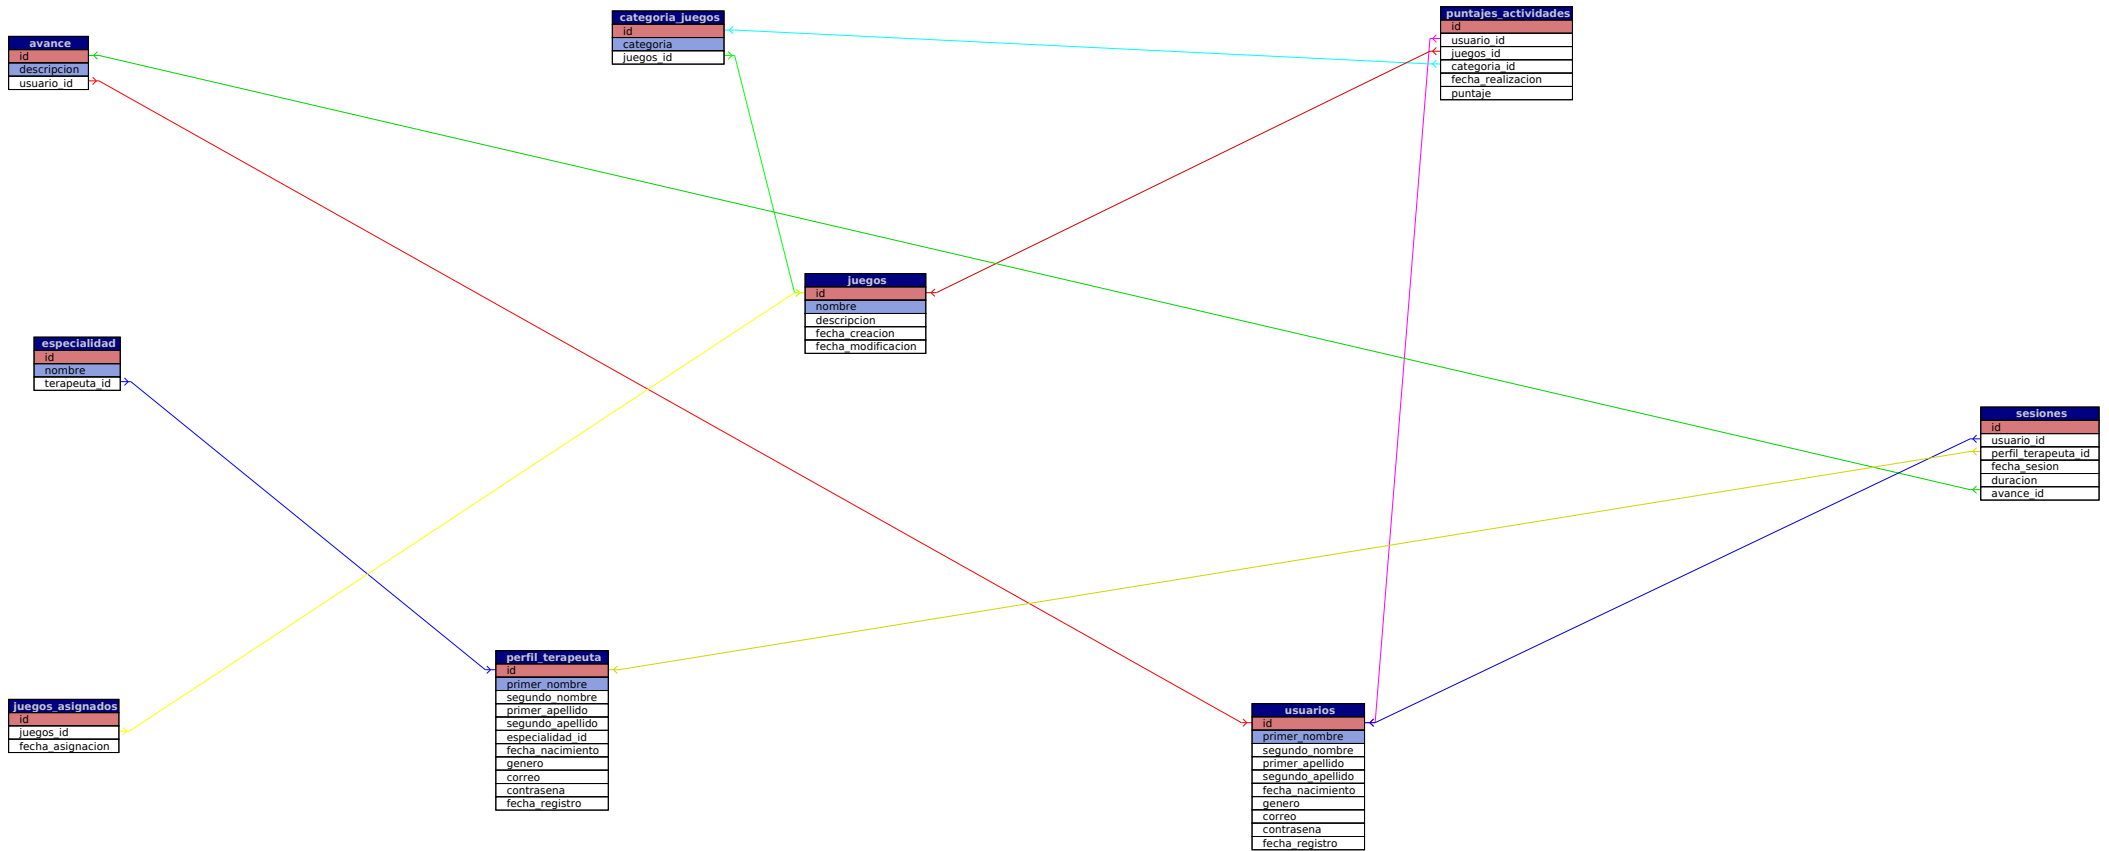 avance
id
descripcion
usuario_id
categoria_juegos
id
categoria
juegos_id
puntajes_actividades
id
usuario_id
juegos_id
categoria_id
fecha_realizacion
puntaje
juegos
id
nombre
descripcion
fecha_creacion
fecha_modificacion
especialidad
id
nombre
terapeuta_id
sesiones
id
usuario_id
perfil_terapeuta_id
fecha_sesion
duracion
avance_id
perfil_terapeuta
id
primer_nombre
segundo_nombre
primer_apellido
segundo_apellido
especialidad_id
fecha_nacimiento
genero
correo
contrasena
fecha_registro
juegos_asignados
id
juegos_id
fecha_asignacion
usuarios
id
primer_nombre
segundo_nombre
primer_apellido
segundo_apellido
fecha_nacimiento
genero
correo
contrasena
fecha_registro